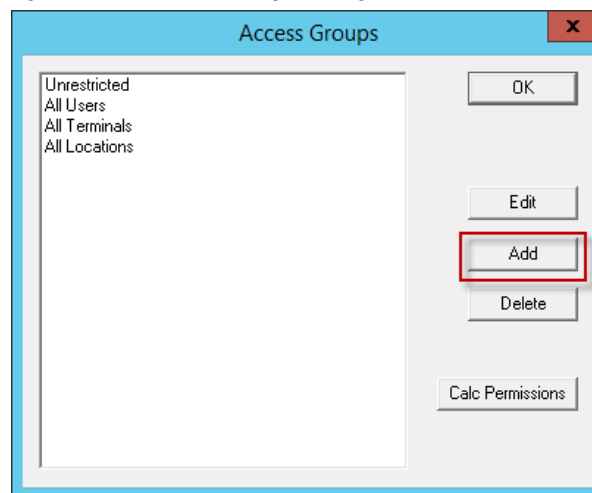 Access Groups
x
Unrestricted
All Users
All Terminals
All Locations
OK
Edit
Add
Delete
Calc Permissions